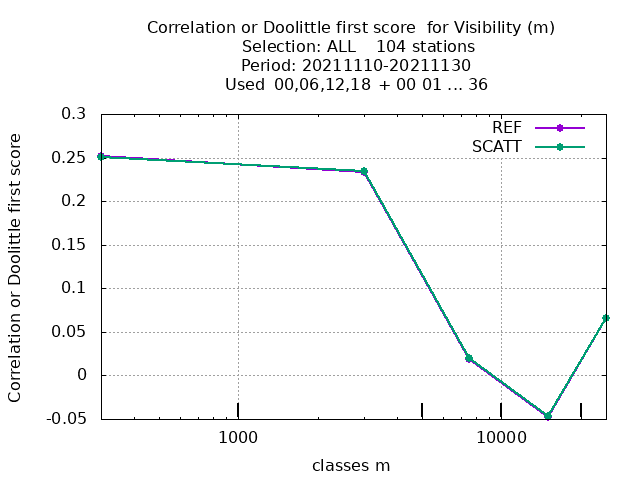 Correlation or Doolittle first score  for Visibility (m)
Selection: ALL    104 stations
Period: 20211110-20211130
Used  00,06,12,18  + 00 01 ... 36
REF
SCATT
0.3
0.25
0.2
0.15
0.1
0.05
0
-0.05
Correlation or Doolittle first score
1000
10000
classes m